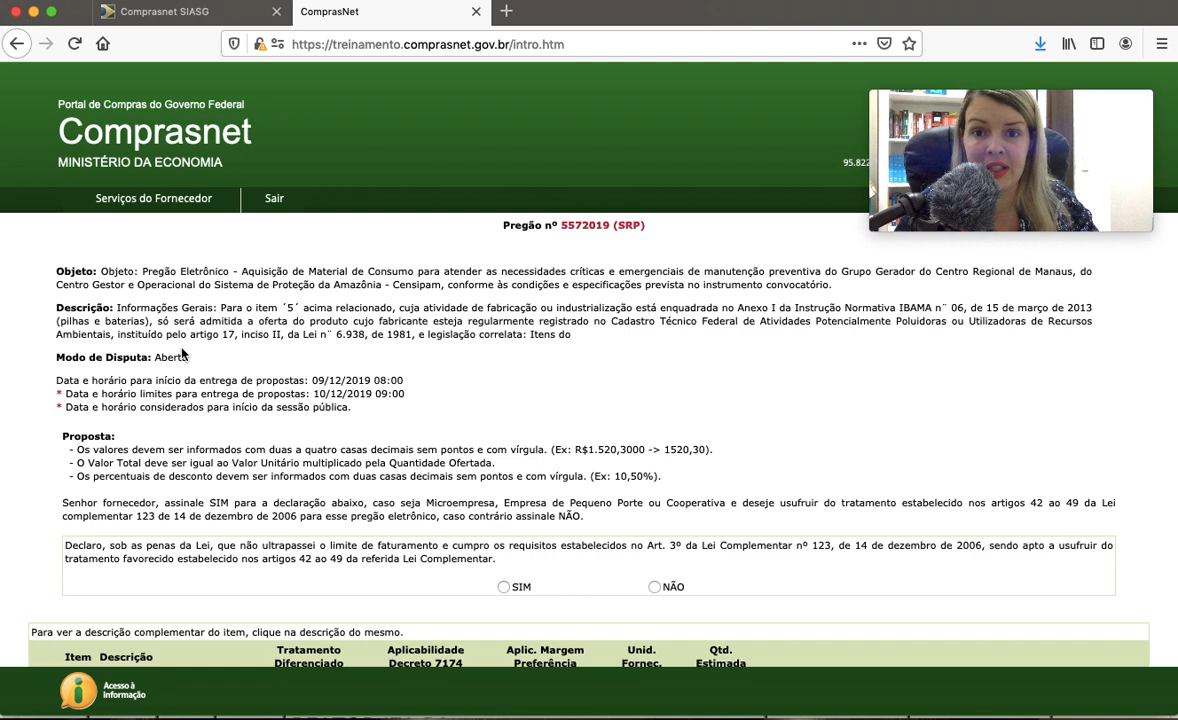 Comprasnet SIASG
ComprasNet
https://treinamento.comprasnet.gov.br/intro.htm
Portal de Compras do Governo Federal
Comprasnet
MINISTÉRIO DA ECONOMIA
95.822
Serviços do Fornecedor
Sair
Pregão nº 5572019 (SRP)
Objeto: Objeto: Pregão Eletrônico - Aquisição de Material de Consumo para atender as necessidades críticas e emergenciais de manutenção preventiva do Grupo Gerador do Centro Regional de Manaus, do
Centro Gestor e Operacional do Sistema de Proteção da Amazônia - Censipam, conforme às condições e especificações prevista no instrumento convocatório.
Descrição: Informações Gerais: Para o item ´5´ acima relacionado, cuja atividade de fabricação ou industrialização está enquadrada no Anexo I da Instrução Normativa IBAMA n¨ 06, de 15 de março de 2013
(pilhas e baterias), só será admitida a oferta do produto cujo fabricante esteja regularmente registrado no Cadastro Técnico Federal de Atividades Potencialmente Poluidoras ou Utilizadoras de Recursos
Ambientais, instituído pelo artigo 17, inciso II, da Lei n¨ 6.938, de 1981, e legislação correlata: Itens do
Modo de Disputa: Aberto
Data e horário para início da entrega de propostas: 09/12/2019 08:00
* Data e horário limites para entrega de propostas: 10/12/2019 09:00
* Data e horário considerados para início da sessão pública.
Proposta:
- Os valores devem ser informados com duas a quatro casas decimais sem pontos e com vírgula. (Ex: R$1.520,3000 -> 1520,30).
- O Valor Total deve ser igual ao Valor Unitário multiplicado pela Quantidade Ofertada.
- Os percentuais de desconto devem ser informados com duas casas decimais sem pontos e com vírgula. (Ex: 10,50%).
Senhor fornecedor, assinale SIM para a declaração abaixo, caso seja Microempresa, Empresa de Pequeno Porte ou Cooperativa e deseje usufruir do tratamento estabelecido nos artigos 42 ao 49 da Lei
complementar 123 de 14 de dezembro de 2006 para esse pregão eletrônico, caso contrário assinale NÃO.
Declaro, sob as penas da Lei, que não ultrapassei o limite de faturamento e cumpro os requisitos estabelecidos no Art. 3º da Lei Complementar nº 123, de 14 de dezembro de 2006, sendo apto a usufruir do
tratamento favorecido estabelecido nos artigos 42 ao 49 da referida Lei Complementar.
SIM
NÃO
Para ver a descrição complementar do item, clique na descrição do mesmo.
Item
Descrição
Tratamento
Diferenciado
Aplicabilidade
Decreto 7174
Aplic. Margem
Preferência
Unid.
Fornec.
Qtd.
Estimada
Acesso à
Informação